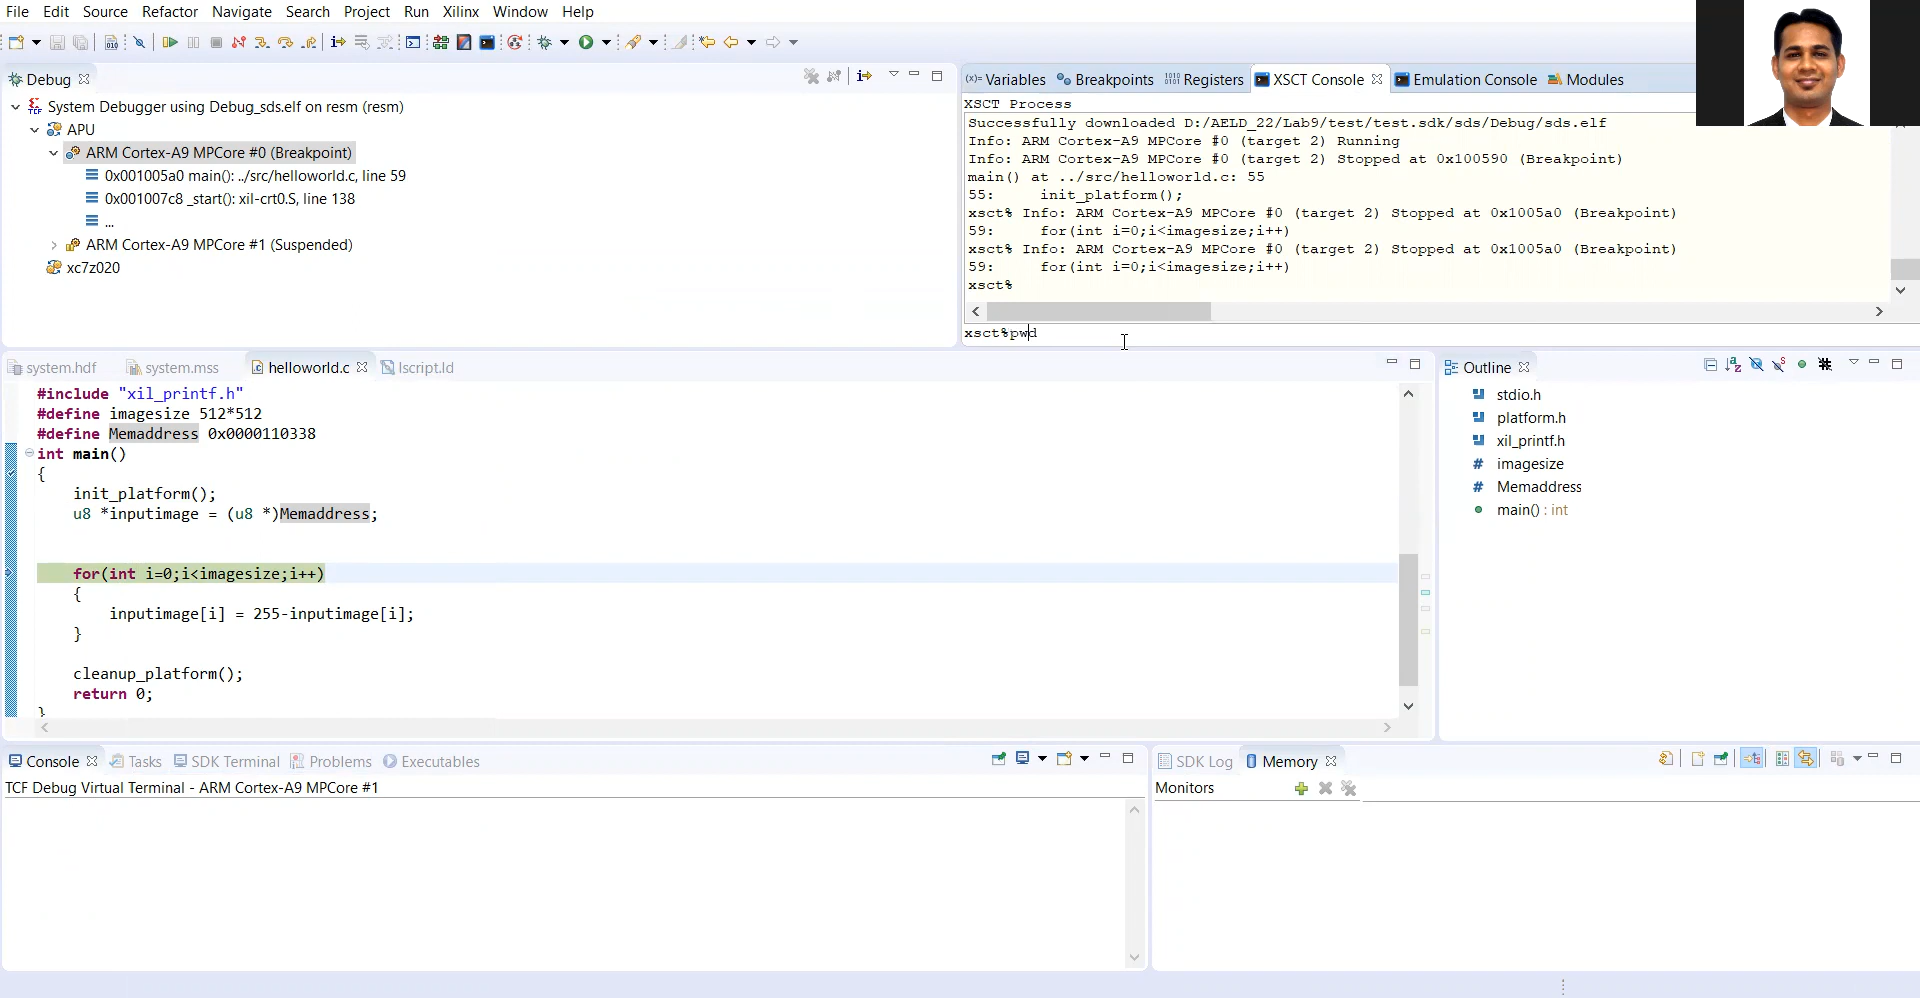 File Edit Source Refactor Navigate Search Project Run Xilinx Window Help
Debug
System Debugger using Debug_sds.elf on resm (resm)
APU
ARM Cortex-A9 MPCore #0 (Breakpoint)
0x001005a0 main(): ../src/helloworld.c, line 59
0x001007c8 _start(): xil-crt0.S, line 138
...
ARM Cortex-A9 MPCore #1 (Suspended)
xc7z020
Variables Breakpoints Registers XSCT Console Emulation Console Modules
XSCT Process
Successfully downloaded D:/AELD_22/Lab9/test/test.sdk/sds/Debug/sds.elf
Info: ARM Cortex-A9 MPCore #0 (target 2) Running
Info: ARM Cortex-A9 MPCore #0 (target 2) Stopped at 0x100590 (Breakpoint)
main() at ../src/helloworld.c: 55
55: init_platform();
xsct% Info: ARM Cortex-A9 MPCore #0 (target 2) Stopped at 0x1005a0 (Breakpoint)
59: for(int i=0;i<imagesize;i++)
xsct% Info: ARM Cortex-A9 MPCore #0 (target 2) Stopped at 0x1005a0 (Breakpoint)
59: for(int i=0;i<imagesize;i++)
xsct%
xsct%pwd
system.hdf system.mss helloworld.c lscript.ld
#include "xil_printf.h"
#define imagesize 512*512
#define Memaddress 0x0000110338
int main()
{
init_platform();
u8 *inputimage = (u8 *)Memaddress;
for(int i=0;i<imagesize;i++)
{
inputimage[i] = 255-inputimage[i];
}
cleanup_platform();
return 0;
}
Outline
stdio.h
platform.h
xil_printf.h
imagesize
Memaddress
main() : int
Console Tasks SDK Terminal Problems Executables
TCF Debug Virtual Terminal - ARM Cortex-A9 MPCore #1
SDK Log Memory
Monitors